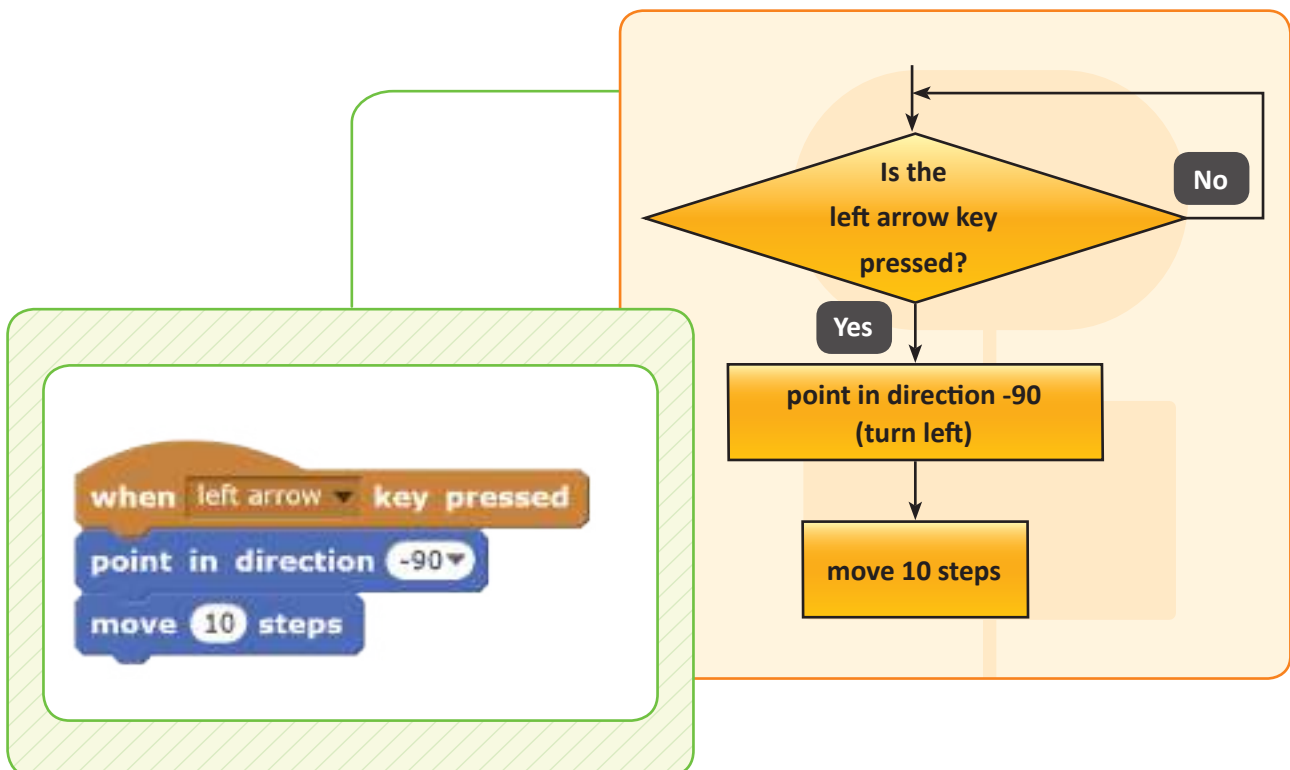 Is the
left arrow key
pressed?
No
Yes
point in direction -90
(turn left)
move 10 steps
when left arrow key pressed
point in direction -90
move 10 steps